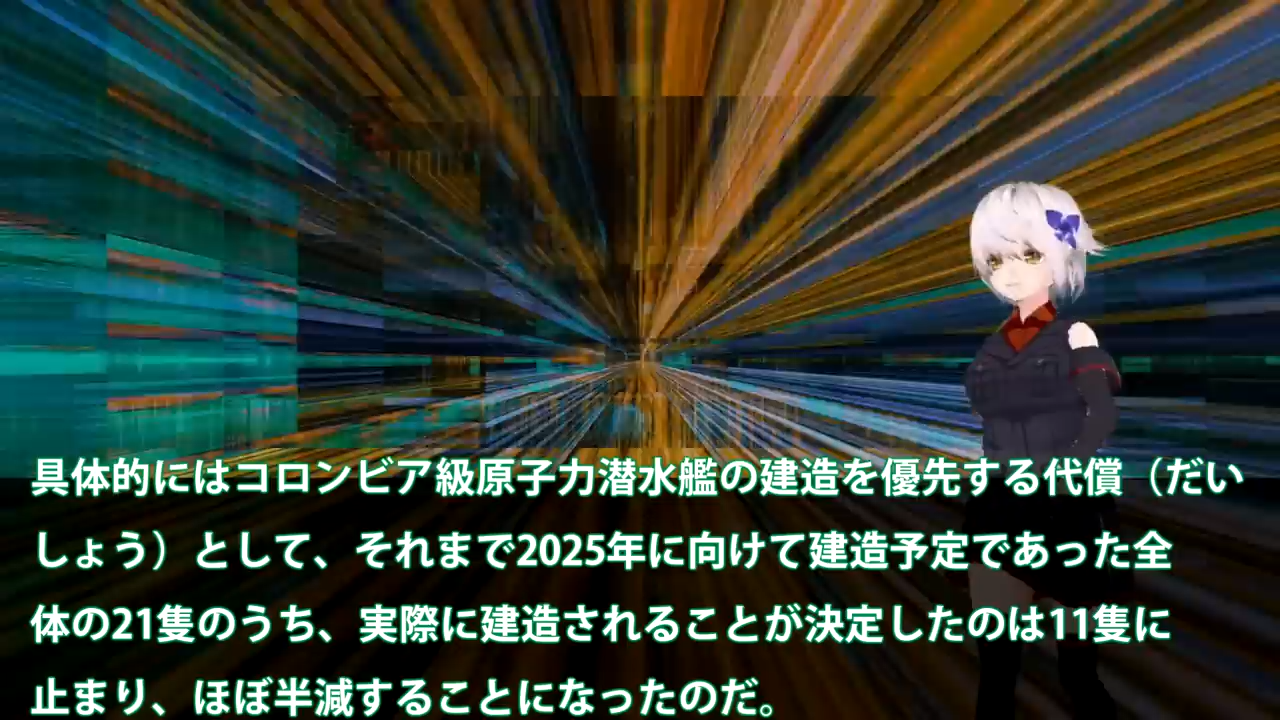 具体的にはコロンビア級原子力潜水艦の建造を優先する代償（だい
しょう）として、それまで2025年に向けて建造予定であった全
体の21隻のうち、実際に建造されることが決定したのは11隻に
止まり、ほぼ半減することになったのだ。